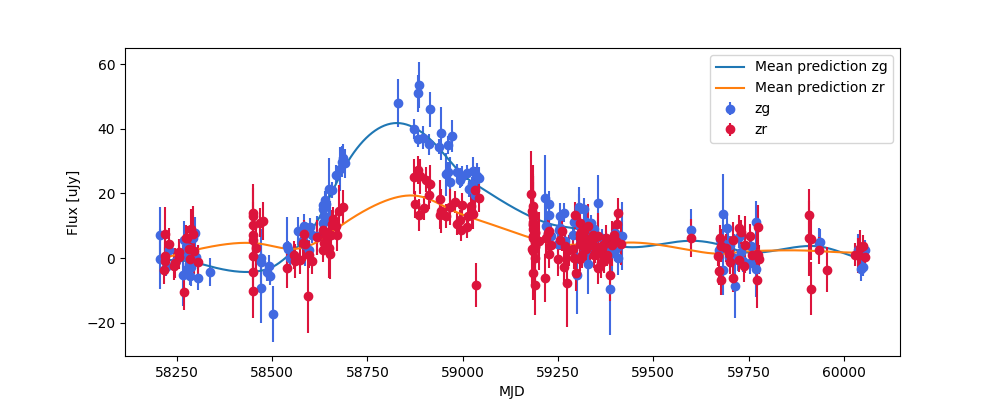 60
40
20
0
−20
Flux [uJy]
58250 58500 58750 59000 59250 59500 59750 60000
MJD
Mean prediction zg
Mean prediction zr
zg
zr